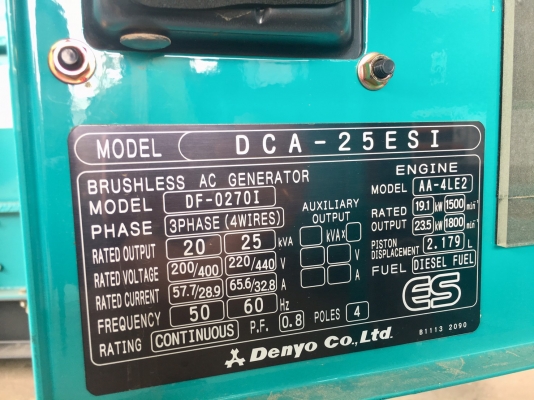 MODEL DCA-25ESI
BRUSHLESS AC GENERATOR
MODEL DF-0270I
PHASE 3PHASE (4WIRES)
RATED OUTPUT 20 25 kVA
RATED VOLTAGE 200/400 220/440 V
RATED CURRENT 57.7/28.9 65.6/32.8 A
FREQUENCY 50 60 Hz
RATING CONTINUOUS P.F. 0.8 POLES 4
AUXILIARY
OUTPUT
kVA X
V
A
ENGINE
MODEL AA-4LE2
RATED 19.1 kW 1500 min⁻¹
OUTPUT 23.5 kW 1800 min⁻¹
PISTON
DISPLACEMENT 2.179 L
FUEL DIESEL FUEL
ES
Denyo Co., Ltd.
B1113 2090